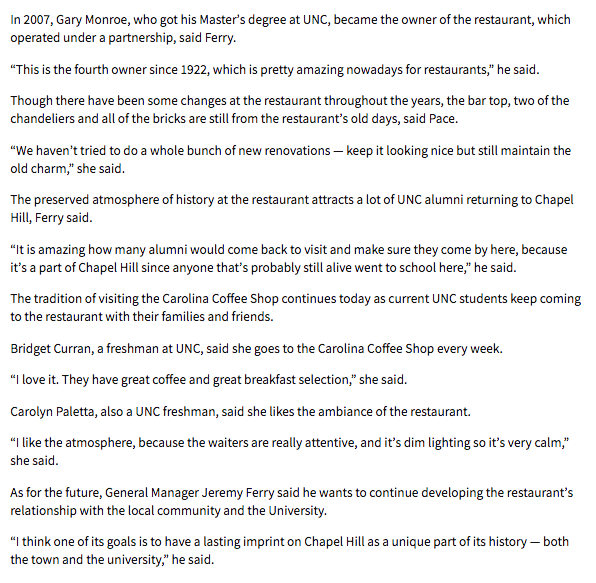 In 2007, Gary Monroe, who got his Master's degree at UNC, became the owner of the restaurant, which
operated under a partnership, said Ferry.
“This is the fourth owner since 1922, which is pretty amazing nowadays for restaurants,” he said.
Though there have been some changes at the restaurant throughout the years, the bar top, two of the
chandeliers and all of the bricks are still from the restaurant’s old days, said Pace.
“We haven’t tried to do a whole bunch of new renovations — keep it looking nice but still maintain the
old charm,” she said.
The preserved atmosphere of history at the restaurant attracts a lot of UNC alumni returning to Chapel
Hill, Ferry said.
“It is amazing how many alumni would come back to visit and make sure they come by here, because
it’s a part of Chapel Hill since anyone that’s probably still alive went to school here,” he said.
The tradition of visiting the Carolina Coffee Shop continues today as current UNC students keep coming
to the restaurant with their families and friends.
Bridget Curran, a freshman at UNC, said she goes to the Carolina Coffee Shop every week.
“I love it. They have great coffee and great breakfast selection,” she said.
Carolyn Paletta, also a UNC freshman, said she likes the ambiance of the restaurant.
“I like the atmosphere, because the waiters are really attentive, and it’s dim lighting so it’s very calm,”
she said.
As for the future, General Manager Jeremy Ferry said he wants to continue developing the restaurant’s
relationship with the local community and the University.
“I think one of its goals is to have a lasting imprint on Chapel Hill as a unique part of its history — both
the town and the university,” he said.